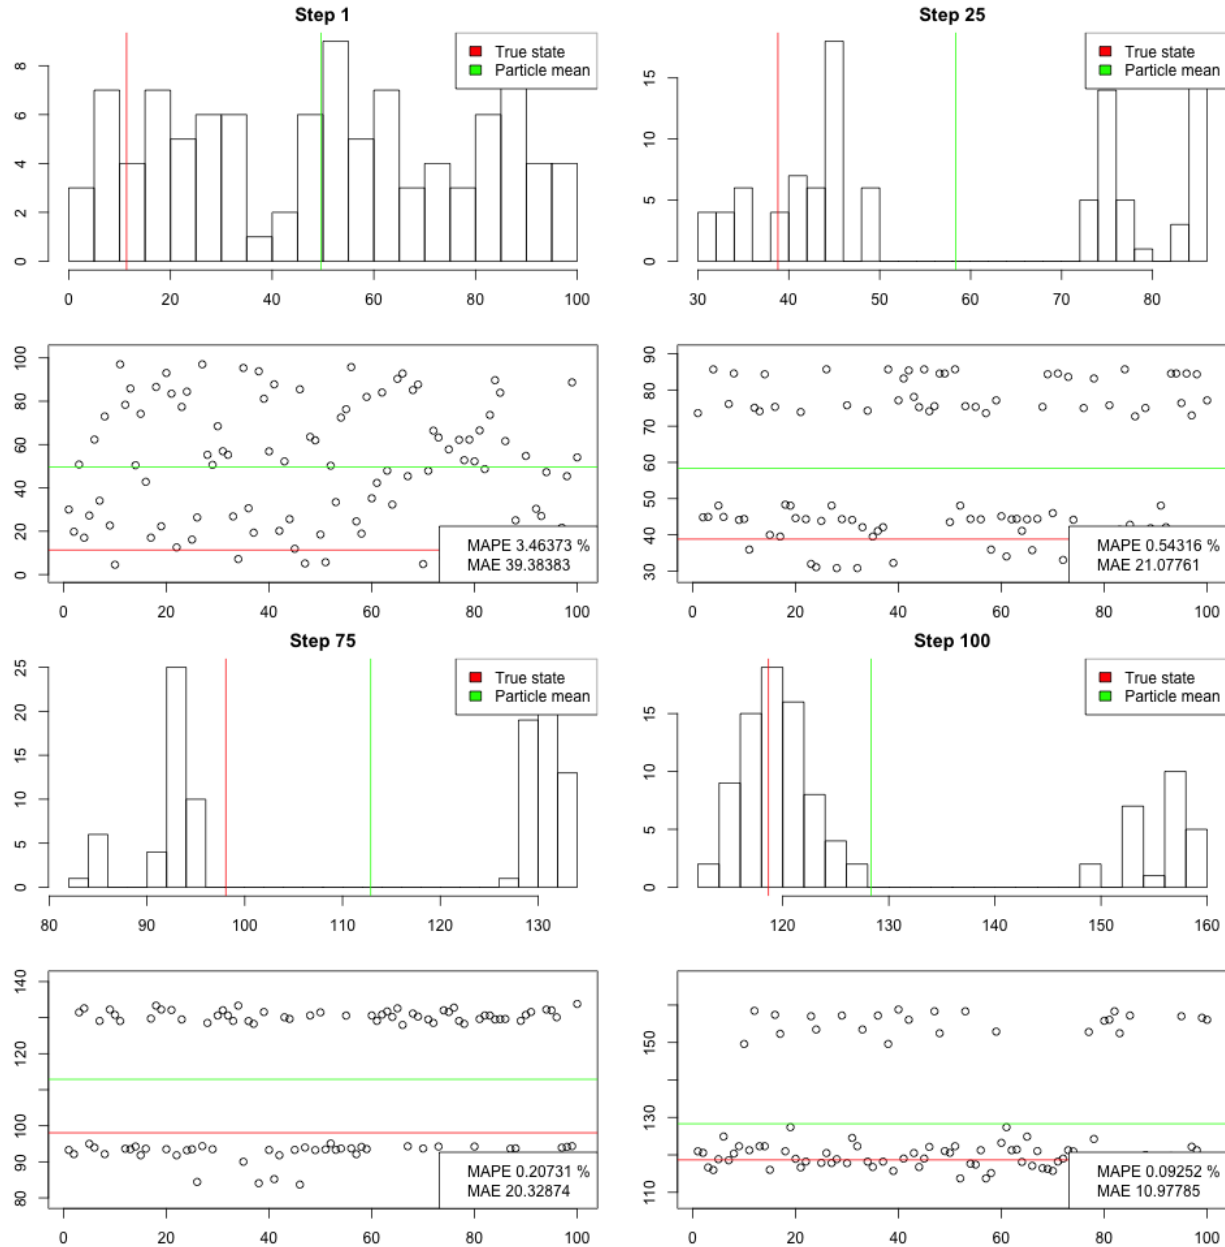 Step 1
True state
Particle mean
8
6
4
2
0
0 20 40 60 80 100
100
80
60
40
20
0
MAPE 3.46373 %
MAE 39.38383
0 20 40 60 80 100
Step 25
True state
Particle mean
15
10
5
0
30 40 50 60 70 80
90
80
70
60
50
40
30
MAPE 0.54316 %
MAE 21.07761
0 20 40 60 80 100
Step 75
True state
Particle mean
25
20
15
10
5
0
80 90 100 110 120 130
140
120
100
90
80
MAPE 0.20731 %
MAE 20.32874
0 20 40 60 80 100
Step 100
True state
Particle mean
15
10
5
0
120 130 140 150 160
150
130
110
MAPE 0.09252 %
MAE 10.97785
0 20 40 60 80 100